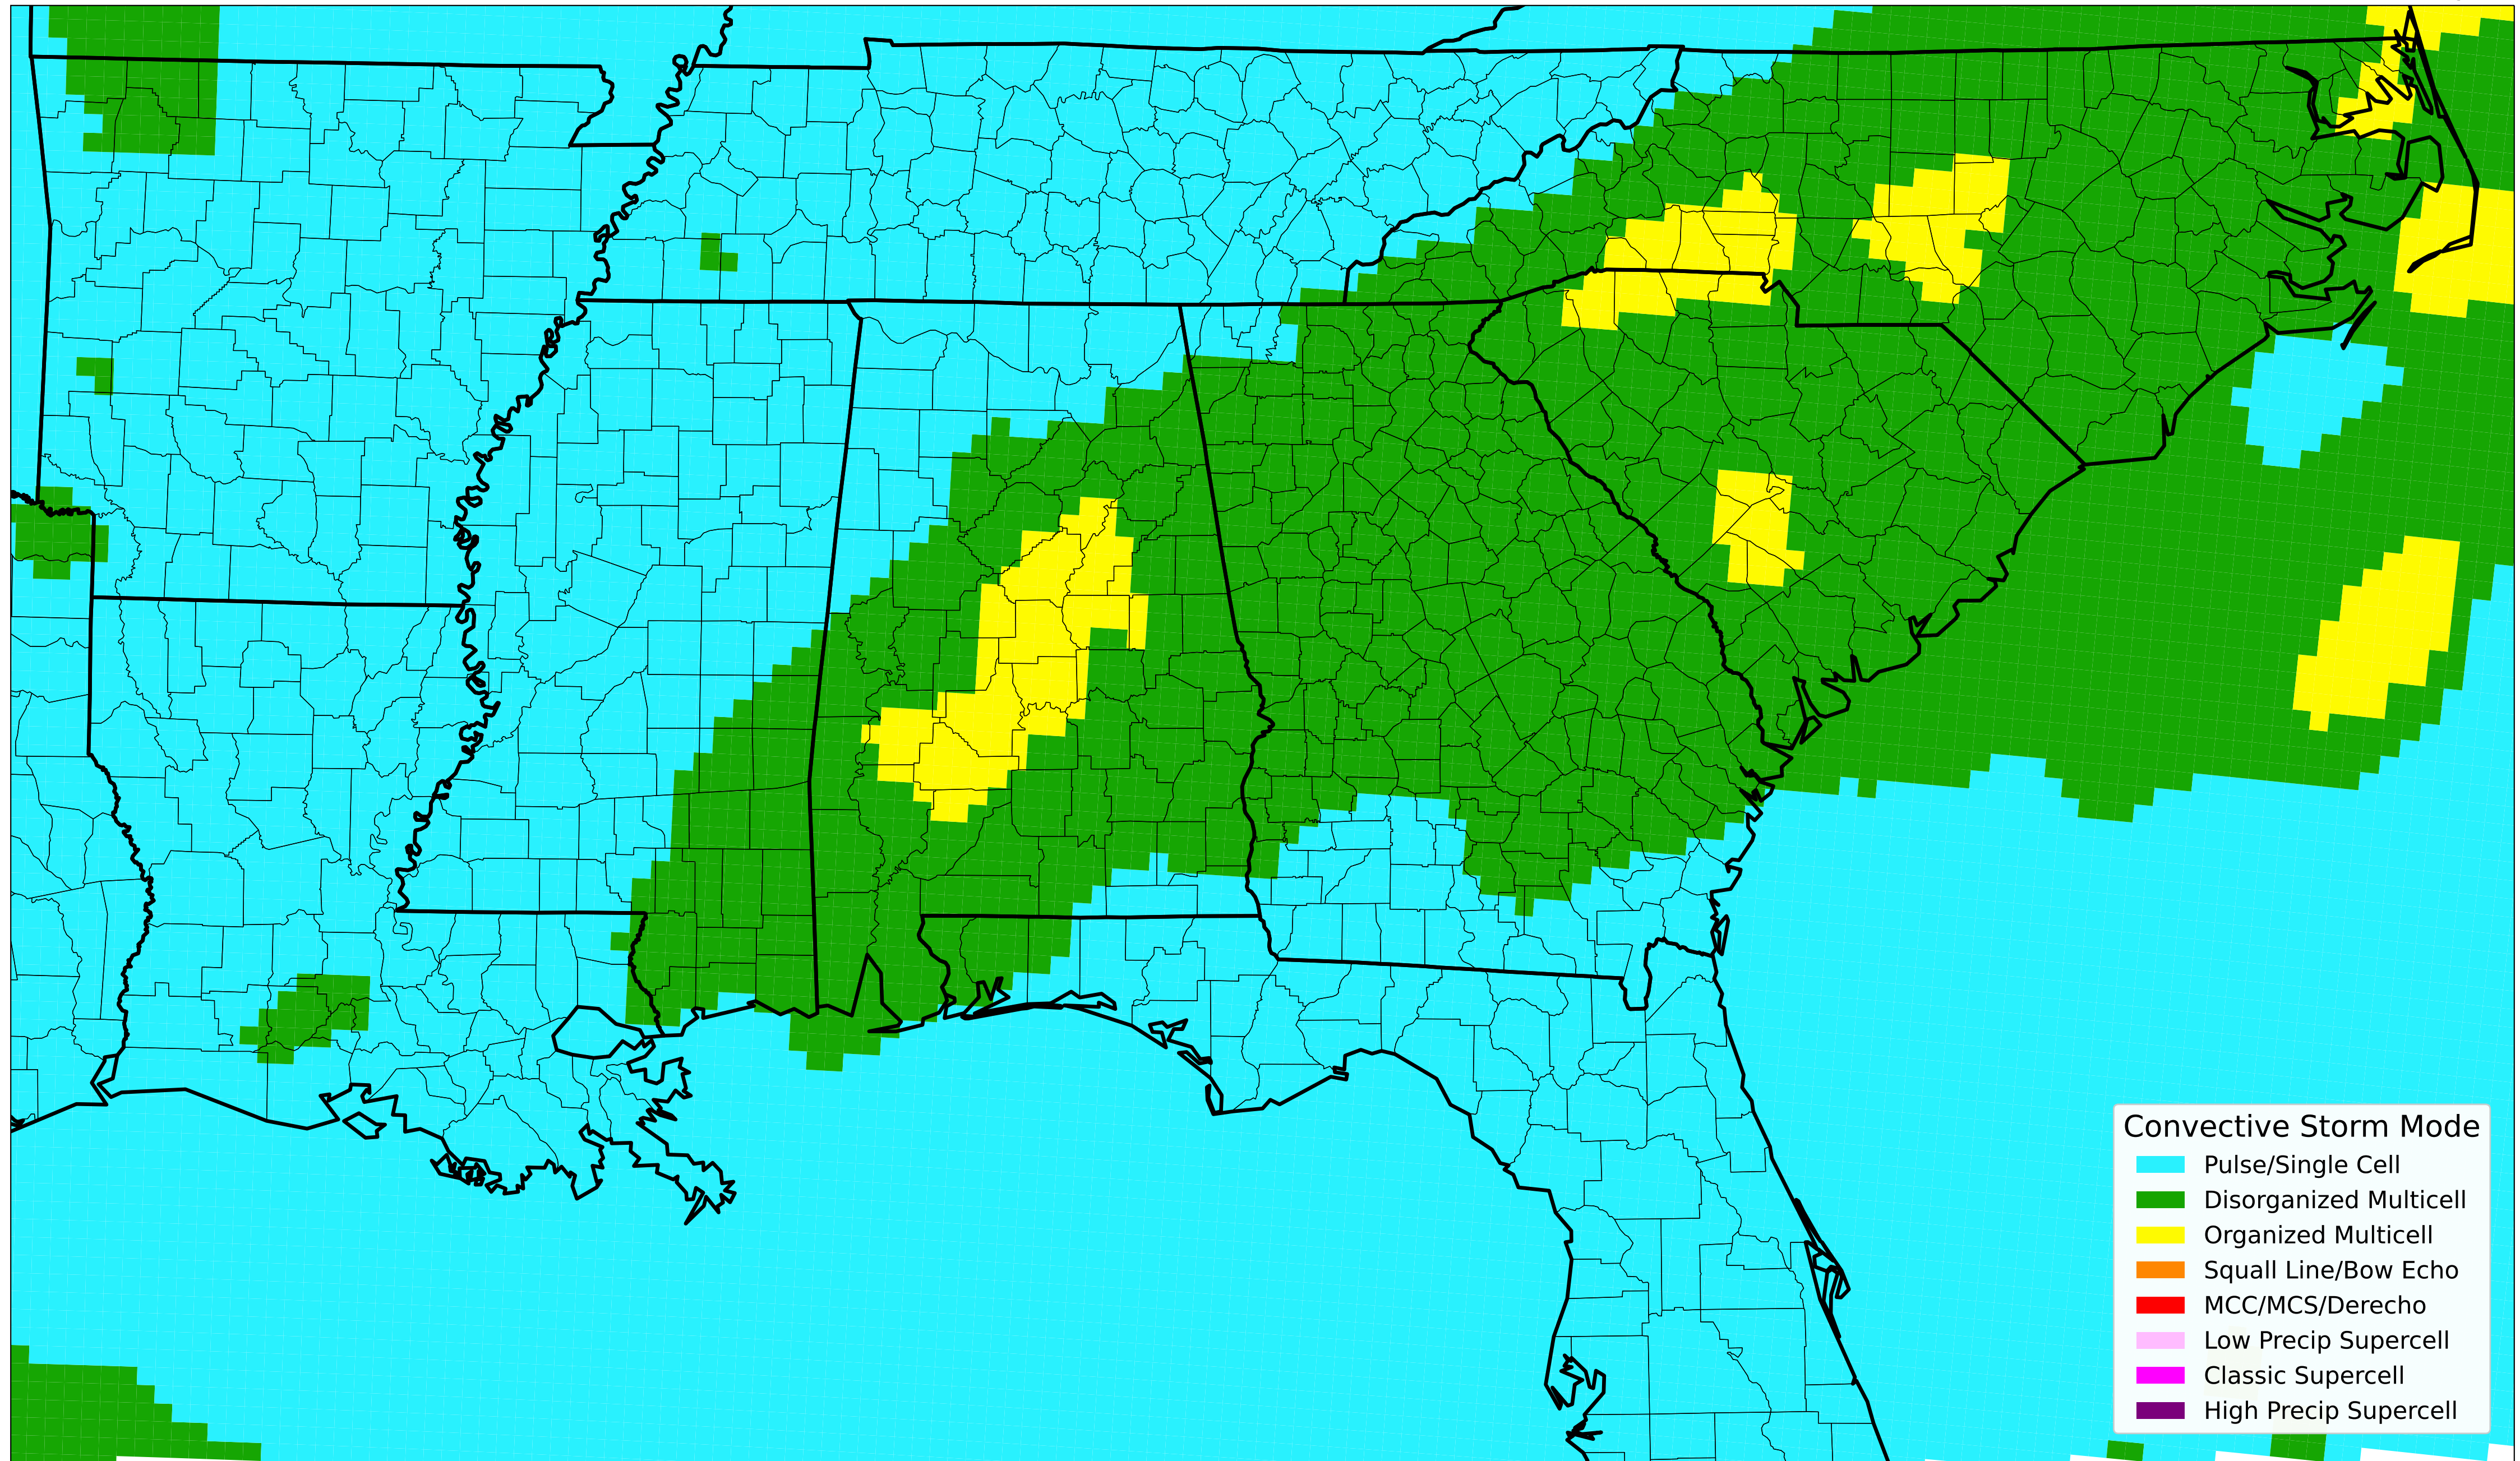 Convective Storm Mode
Pulse/Single Cell
Disorganized Multicell
Organized Multicell
Squall Line/Bow Echo
MCC/MCS/Derecho
Low Precip Supercell
Classic Supercell
High Precip Supercell